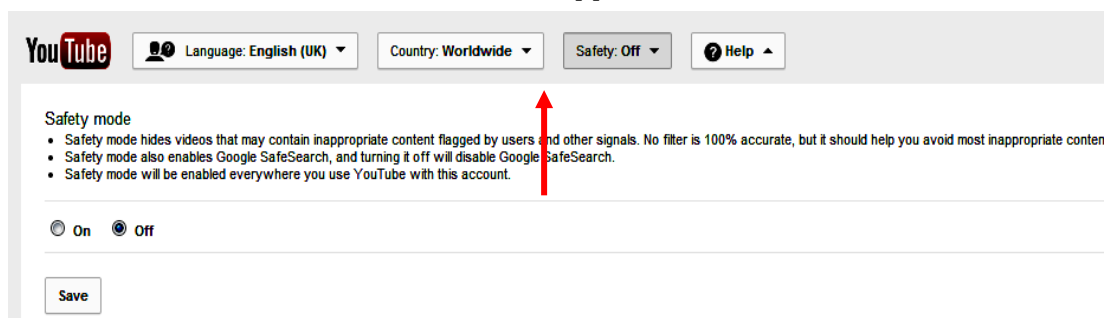 You Tube Language: English (UK) Country: Worldwide Safety: Off Help
Safety mode
Safety mode hides videos that may contain inappropriate content flagged by users and other signals. No filter is 100% accurate, but it should help you avoid most inappropriate conten
Safety mode also enables Google SafeSearch, and turning it off will disable Google SafeSearch.
Safety mode will be enabled everywhere you use YouTube with this account.
On Off
Save